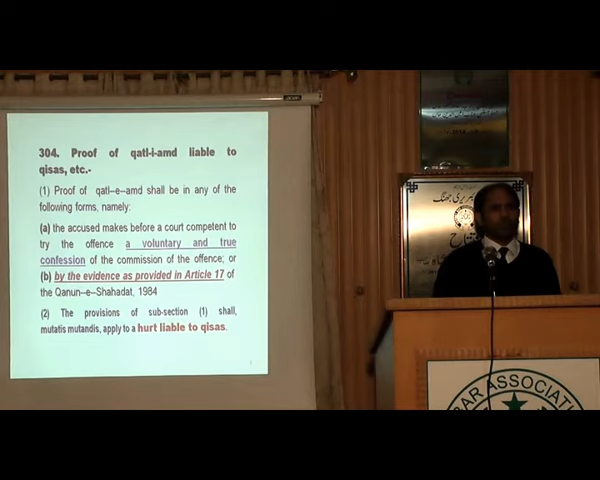 304. Proof of qatl-i-amd liable to
qisas, etc.-
(1) Proof of qatl--e--amd shall be in any of the
following forms, namely:
(a) the accused makes before a court competent to
try the offence a voluntary and true
confession of the commission of the offence; or
(b) by the evidence as provided in Article 17 of
the Qanun--e--Shahadat, 1984
(2) The provisions of sub-section (1) shall,
mutatis mutandis, apply to a hurt liable to qisas.
BAR ASSOCIATION